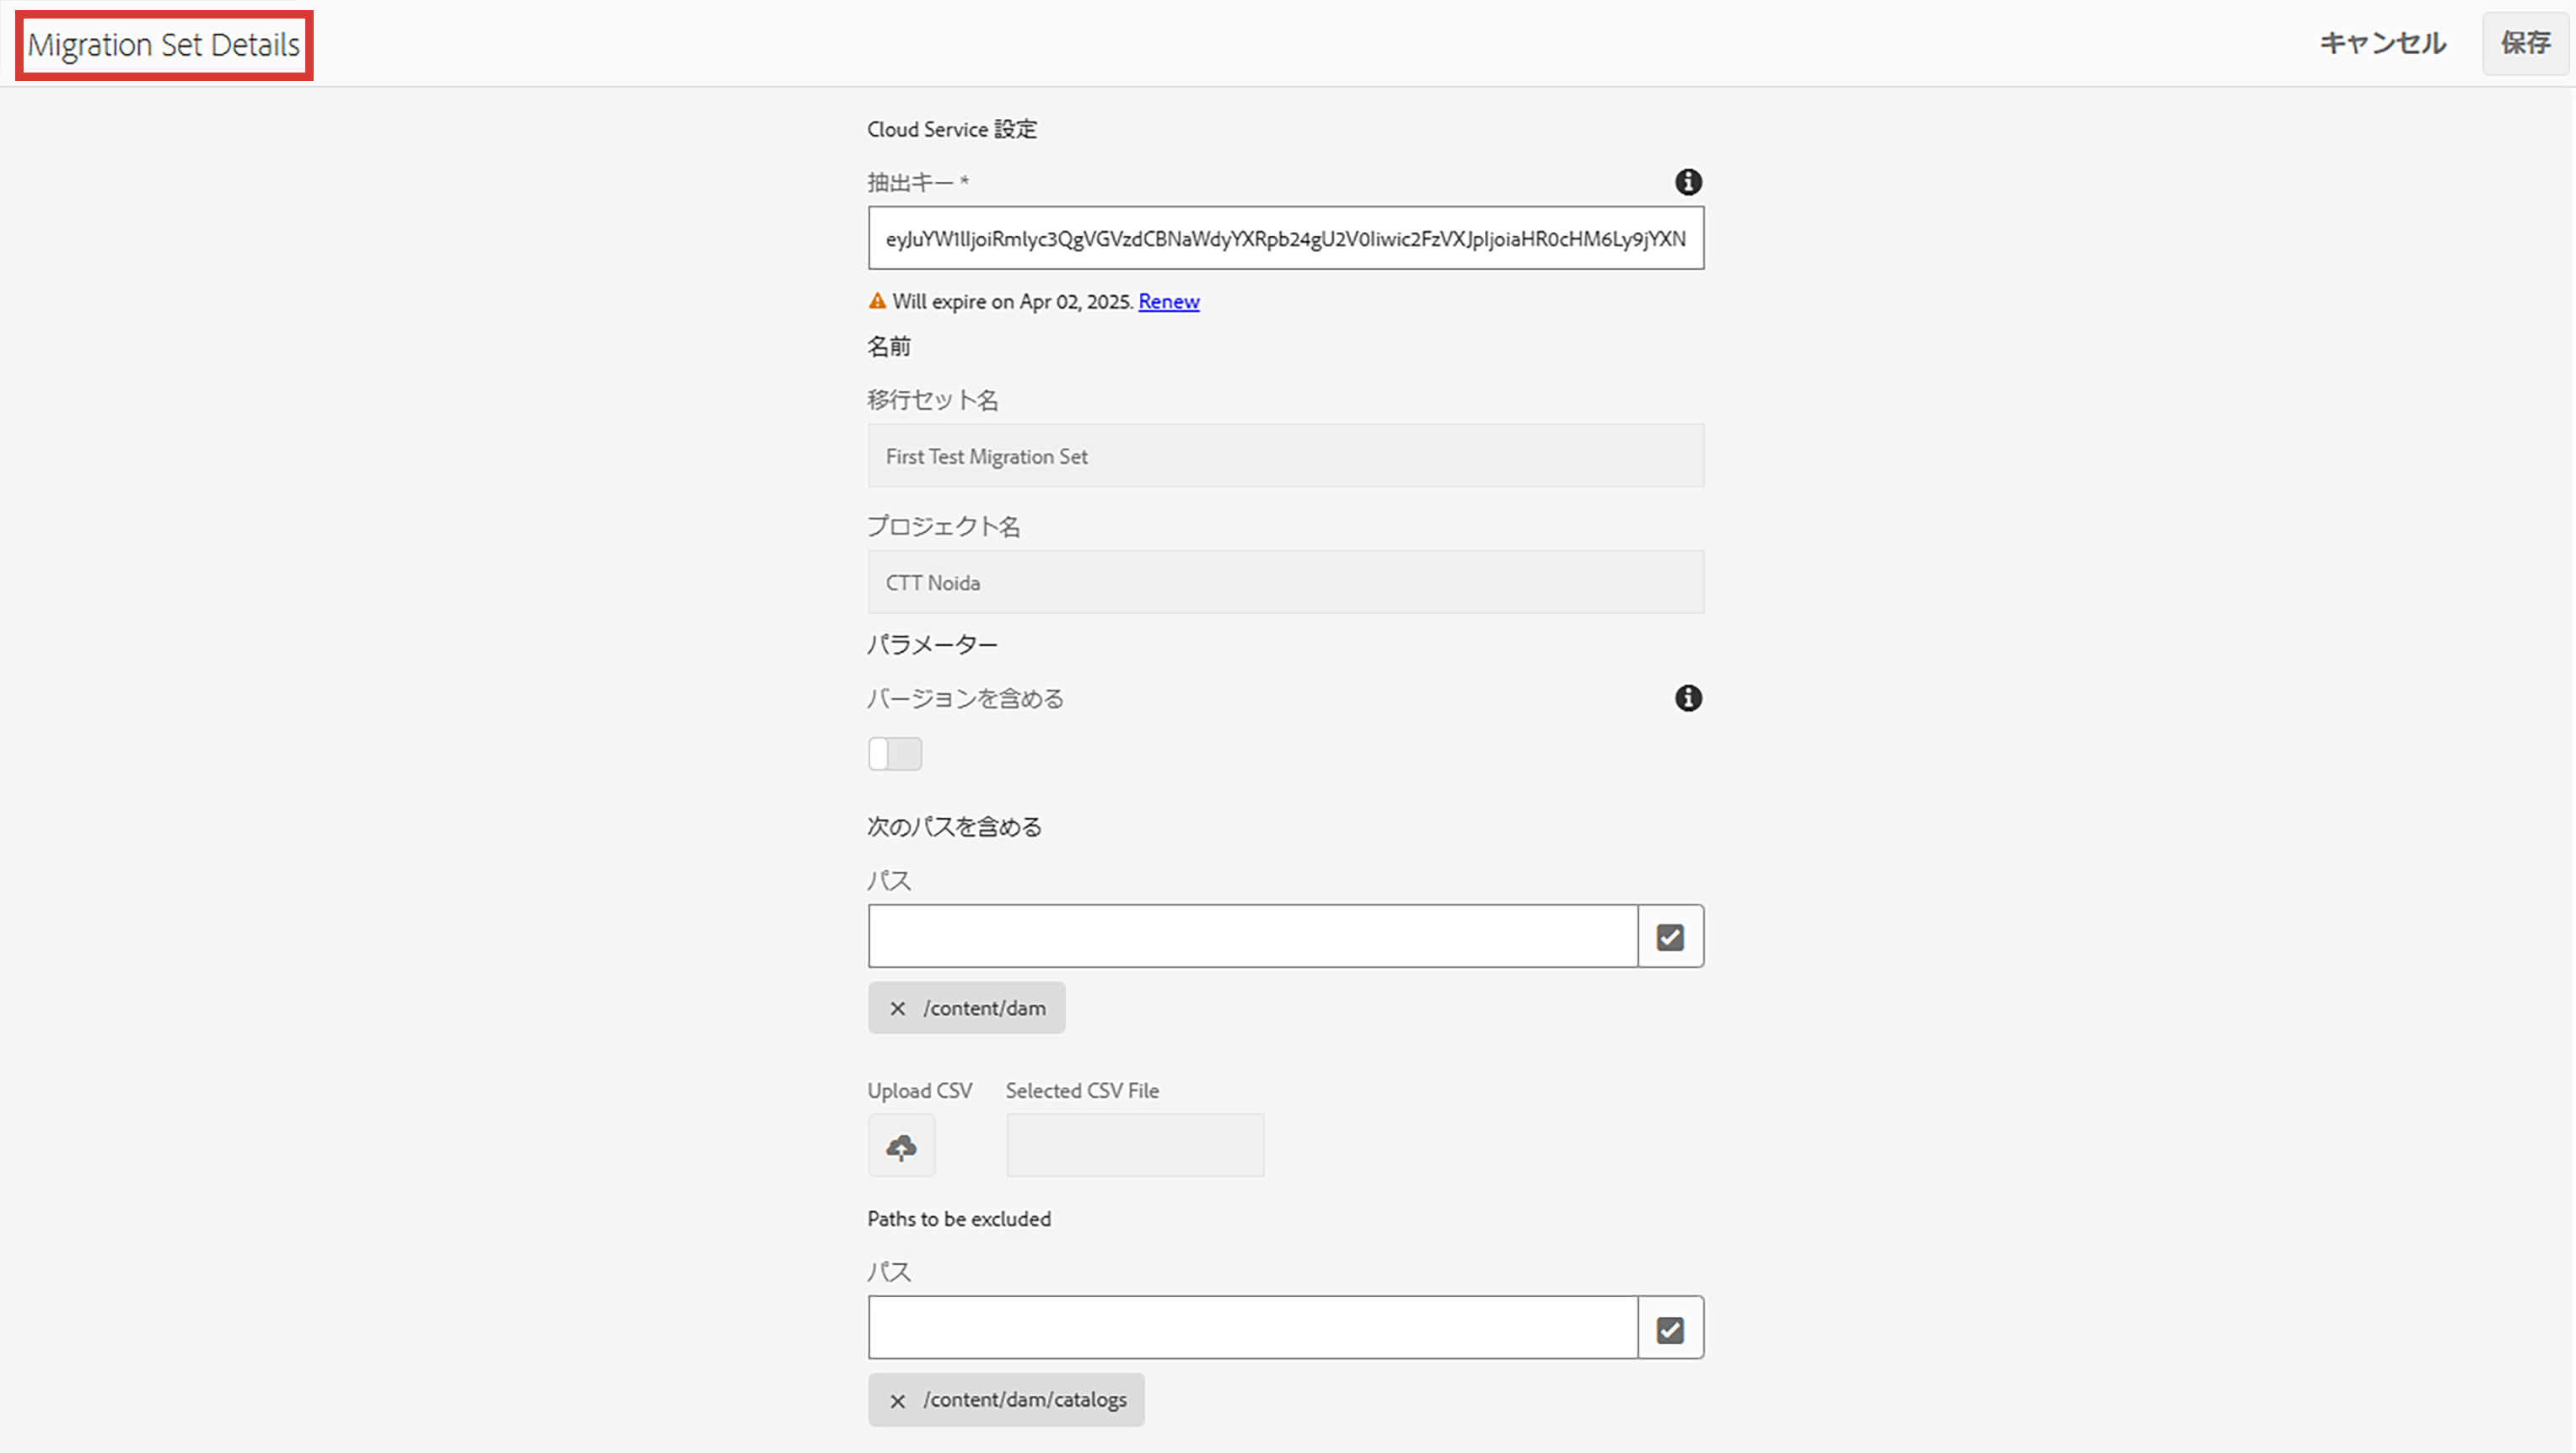 Migration Set Details
キャンセル
保存
Cloud Service 設定
抽出キー *
eyJuYW1lIjoiRmlyc3QgVGVzdCBNaWdyYXRpb24gU2V0Iiwic2FzVXJpIjoiaHR0cHM6Ly9jYXN
Will expire on Apr 02, 2025. Renew
名前
移行セット名
First Test Migration Set
プロジェクト名
CTT Noida
パラメーター
バージョンを含める
次のパスを含める
パス
/content/dam
Upload CSV
Selected CSV File
Paths to be excluded
パス
/content/dam/catalogs